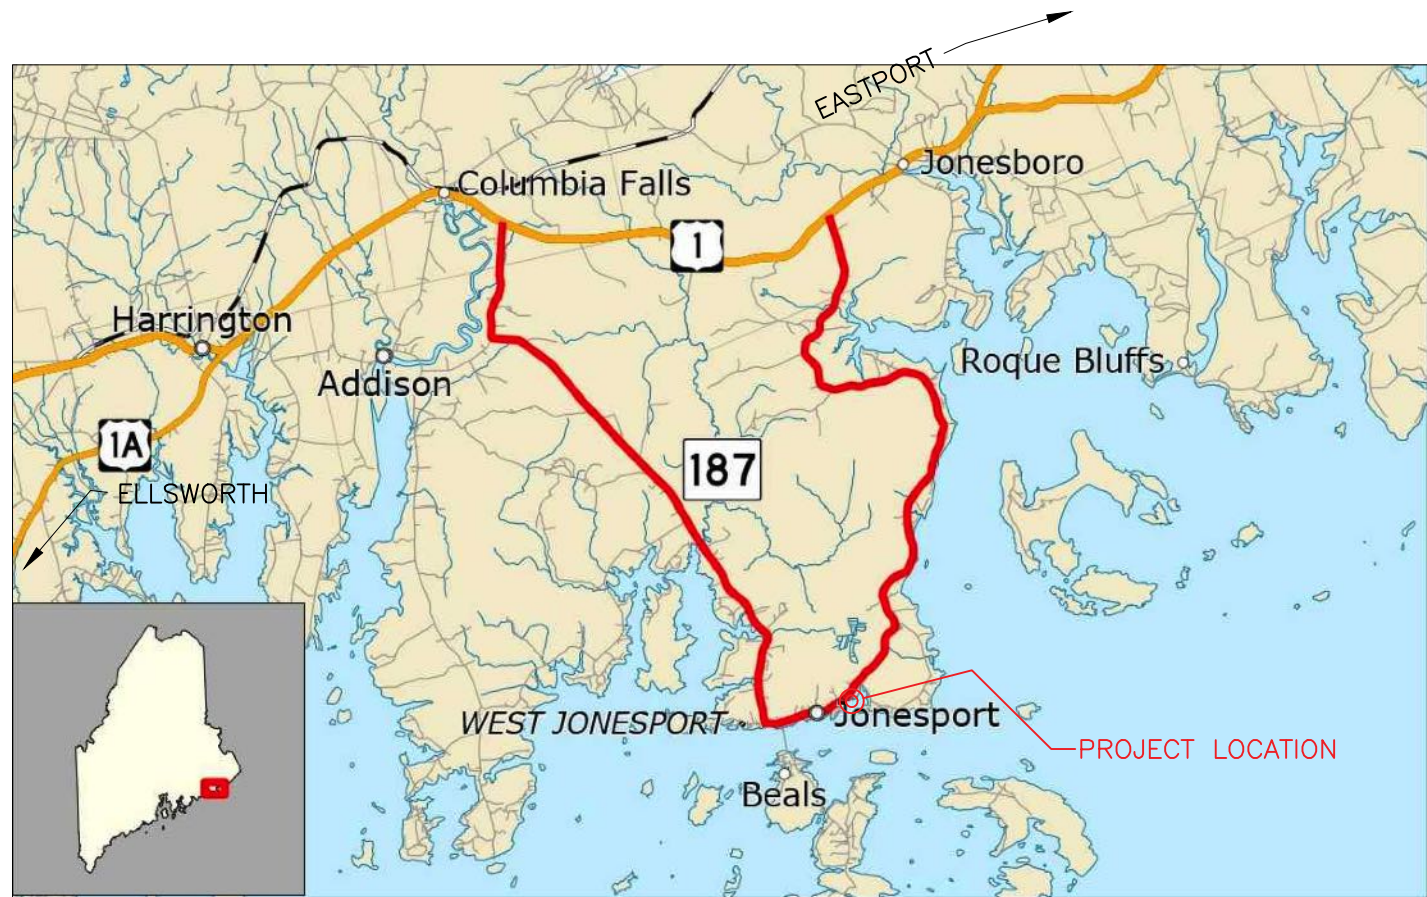 EASTPORT
Jonesboro
Columbia Falls
1
Harrington
Roque Bluffs
Addison
1A
187
ELLSWORTH
WEST JONESPORT
Jonesport
PROJECT LOCATION
Beals